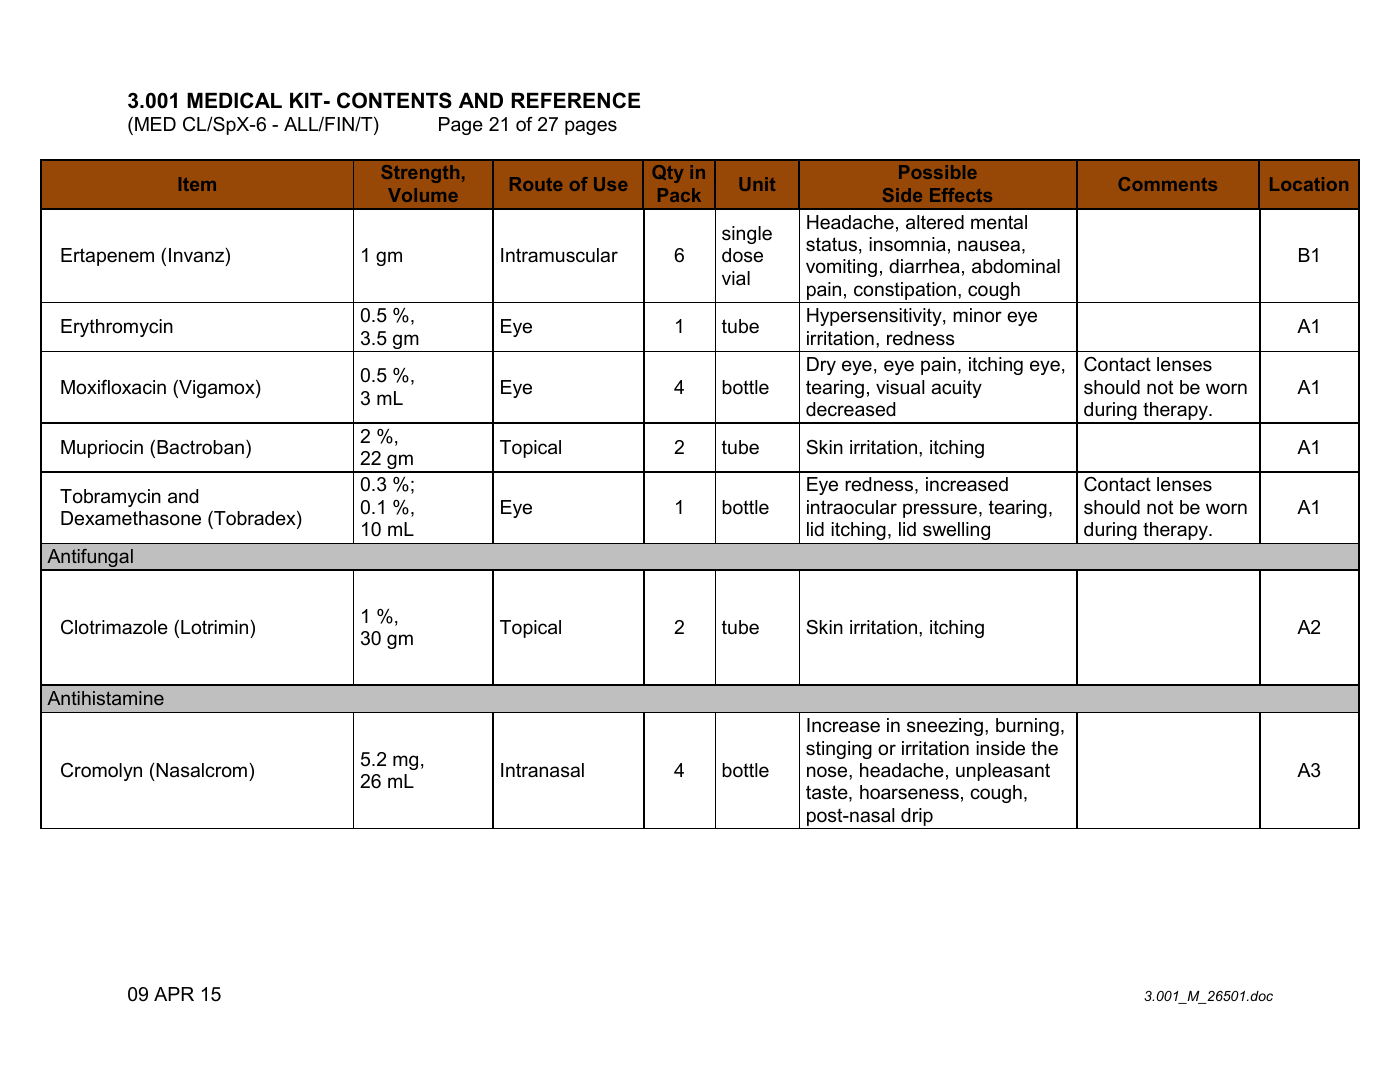 3.001 MEDICAL KIT- CONTENTS AND REFERENCE
(MED CL/SpX-6 - ALL/FIN/T) Page 21 of 27 pages
Item
Strength,
Volume
Route of Use
Qty in
Pack
Unit
Possible
Side Effects
Comments
Location
Ertapenem (Invanz)
1 gm
Intramuscular
6
single
dose
vial
Headache, altered mental
status, insomnia, nausea,
vomiting, diarrhea, abdominal
pain, constipation, cough
B1
Erythromycin
0.5 %,
3.5 gm
Eye
1
tube
Hypersensitivity, minor eye
irritation, redness
A1
Moxifloxacin (Vigamox)
0.5 %,
3 mL
Eye
4
bottle
Dry eye, eye pain, itching eye,
tearing, visual acuity
decreased
Contact lenses
should not be worn
during therapy.
A1
Mupriocin (Bactroban)
2 %,
22 gm
Topical
2
tube
Skin irritation, itching
A1
Tobramycin and
Dexamethasone (Tobradex)
0.3 %;
0.1 %,
10 mL
Eye
1
bottle
Eye redness, increased
intraocular pressure, tearing,
lid itching, lid swelling
Contact lenses
should not be worn
during therapy.
A1
Antifungal
Clotrimazole (Lotrimin)
1 %,
30 gm
Topical
2
tube
Skin irritation, itching
A2
Antihistamine
Cromolyn (Nasalcrom)
5.2 mg,
26 mL
Intranasal
4
bottle
Increase in sneezing, burning,
stinging or irritation inside the
nose, headache, unpleasant
taste, hoarseness, cough,
post-nasal drip
A3
09 APR 15
3.001_M_26501.doc